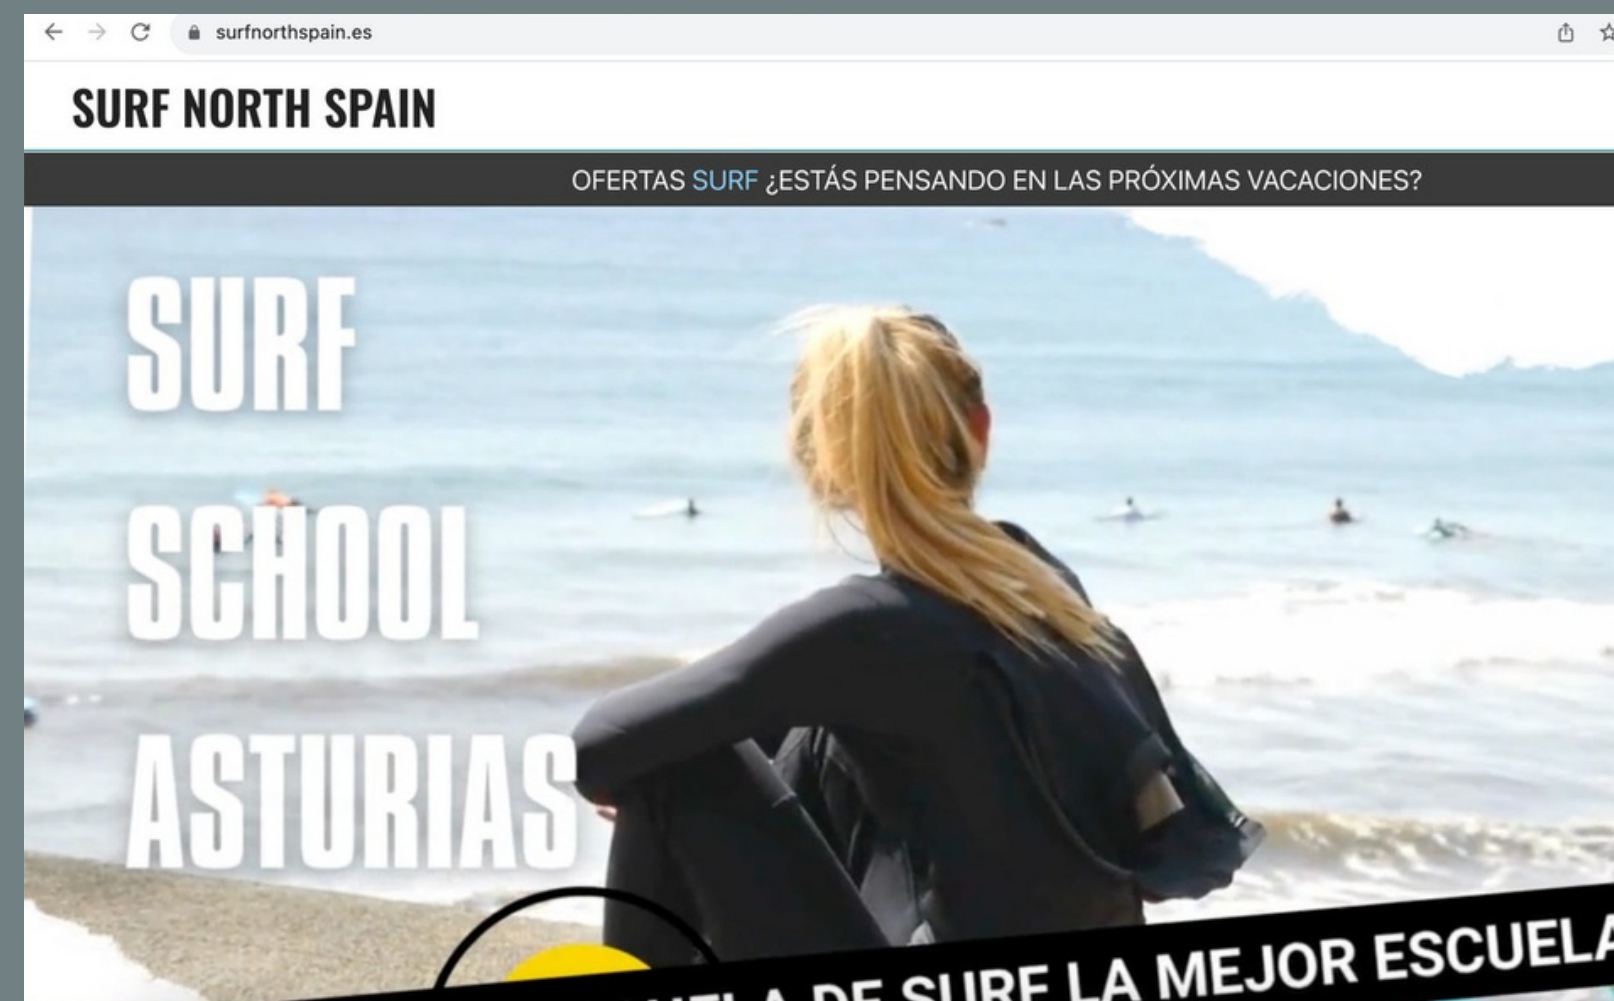 surfnorthspain.es
SURF NORTH SPAIN
OFERTAS SURF ¿ESTÁS PENSANDO EN LAS PRÓXIMAS VACACIONES?
SURF
SCHOOL
ASTURIAS
DE SURF LA MEJOR ESCUELA